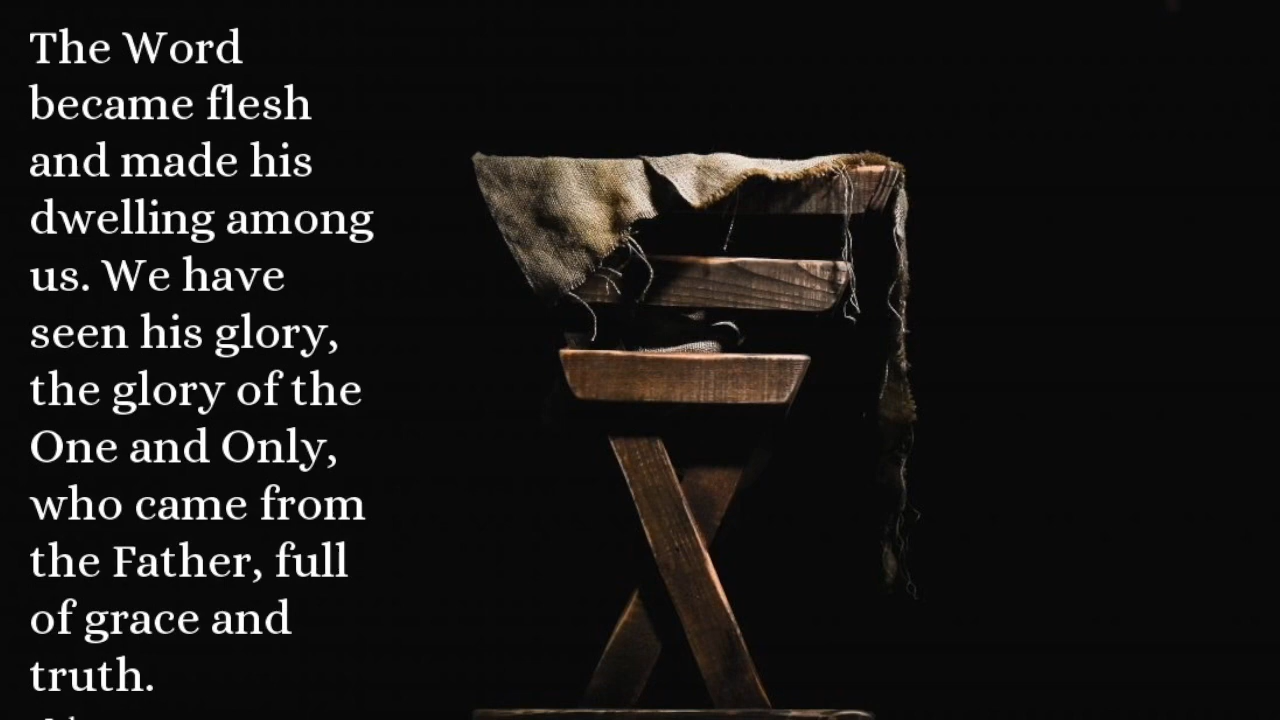 The Word
became flesh
and made his
dwelling among
us. We have
seen his glory,
the glory of the
One and Only,
who came from
the Father, full
of grace and
truth.